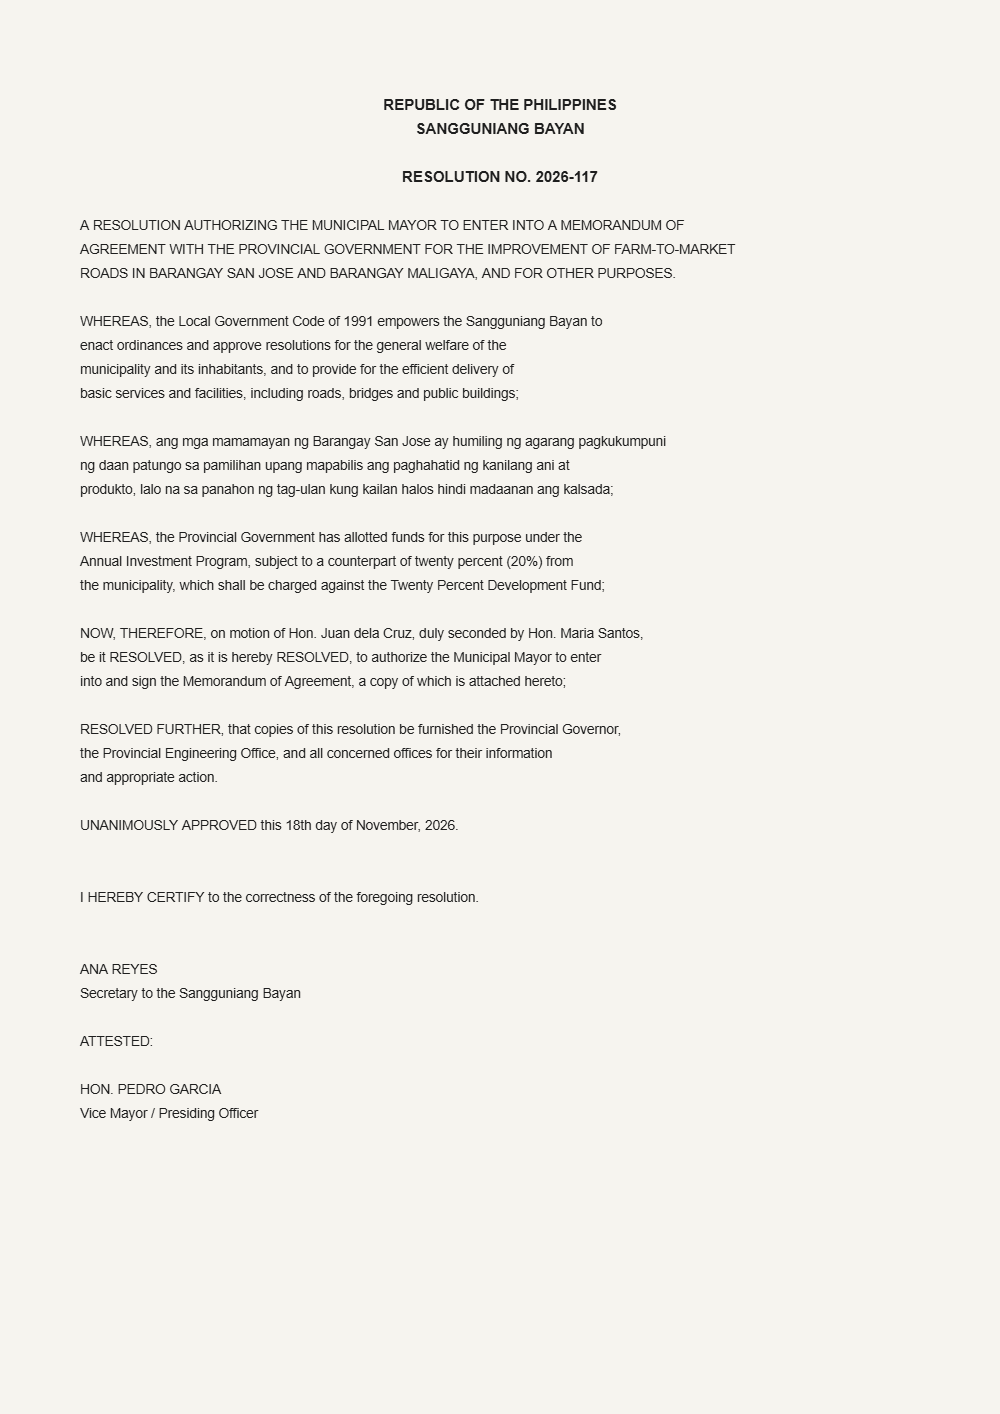 REPUBLIC OF THE PHILIPPINES
SANGGUNIANG BAYAN
RESOLUTION NO. 2026-117
A RESOLUTION AUTHORIZING THE MUNICIPAL MAYOR TO ENTER INTO A MEMORANDUM OF
AGREEMENT WITH THE PROVINCIAL GOVERNMENT FOR THE IMPROVEMENT OF FARM-TO-MARKET
ROADS IN BARANGAY SAN JOSE AND BARANGAY MALIGAYA, AND FOR OTHER PURPOSES.
WHEREAS, the Local Government Code of 1991 empowers the Sangguniang Bayan to
enact ordinances and approve resolutions for the general welfare of the
municipality and its inhabitants, and to provide for the efficient delivery of
basic services and facilities, including roads, bridges and public buildings;
WHEREAS, ang mga mamamayan ng Barangay San Jose ay humiling ng agarang pagkukumpuni
ng daan patungo sa pamilihan upang mapabilis ang paghahatid ng kanilang ani at
produkto, lalo na sa panahon ng tag-ulan kung kailan halos hindi madaanan ang kalsada;
WHEREAS, the Provincial Government has allotted funds for this purpose under the
Annual Investment Program, subject to a counterpart of twenty percent (20%) from
the municipality, which shall be charged against the Twenty Percent Development Fund;
NOW, THEREFORE, on motion of Hon. Juan dela Cruz, duly seconded by Hon. Maria Santos,
be it RESOLVED, as it is hereby RESOLVED, to authorize the Municipal Mayor to enter
into and sign the Memorandum of Agreement, a copy of which is attached hereto;
RESOLVED FURTHER, that copies of this resolution be furnished the Provincial Governor,
the Provincial Engineering Office, and all concerned offices for their information
and appropriate action.
UNANIMOUSLY APPROVED this 18th day of November, 2026.
I HEREBY CERTIFY to the correctness of the foregoing resolution.
ANA REYES
Secretary to the Sangguniang Bayan
ATTESTED:
HON. PEDRO GARCIA
Vice Mayor / Presiding Officer